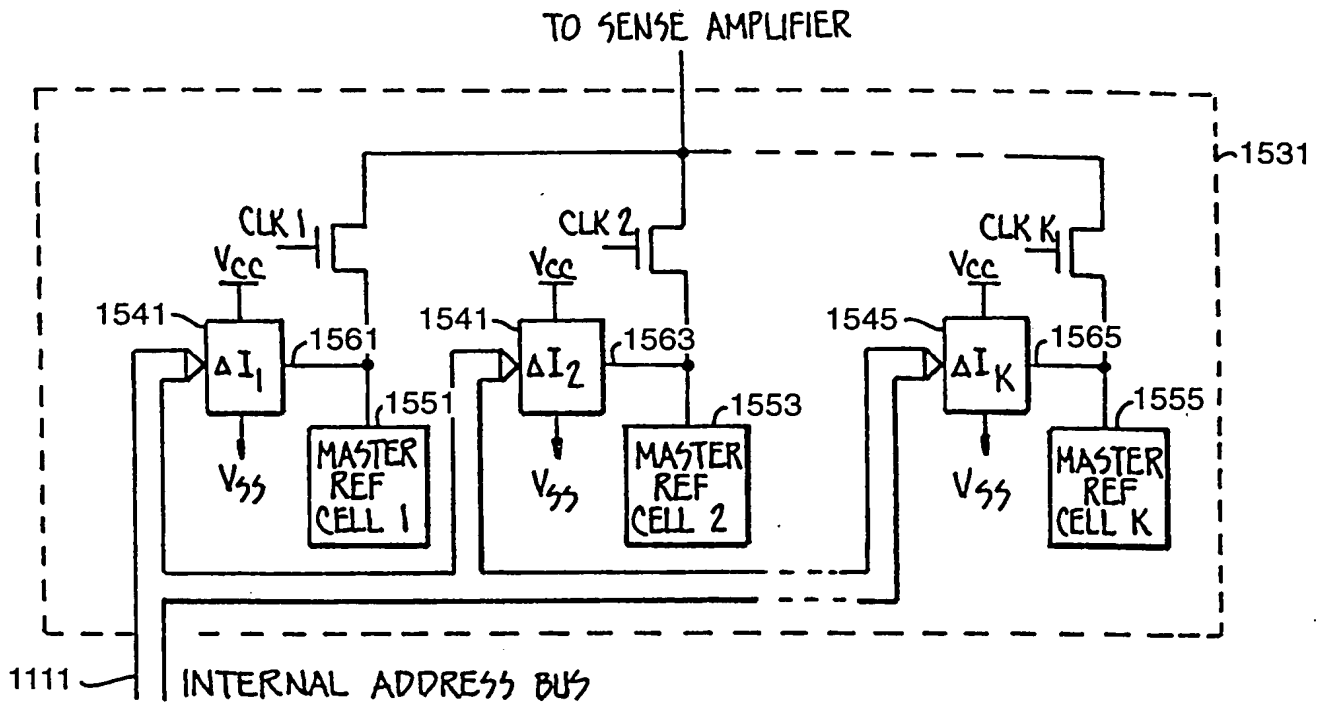 TO SENSE AMPLIFIER
1531
CLK 1
CLK 2
CLK K
VCC
VCC
VCC
1541
1561
1541
1563
1545
1565
ΔI1
ΔI2
ΔIK
1551
1553
1555
VSS
VSS
VSS
MASTER
REF
CELL 1
MASTER
REF
CELL 2
MASTER
REF
CELL K
1111
INTERNAL ADDRESS BUS